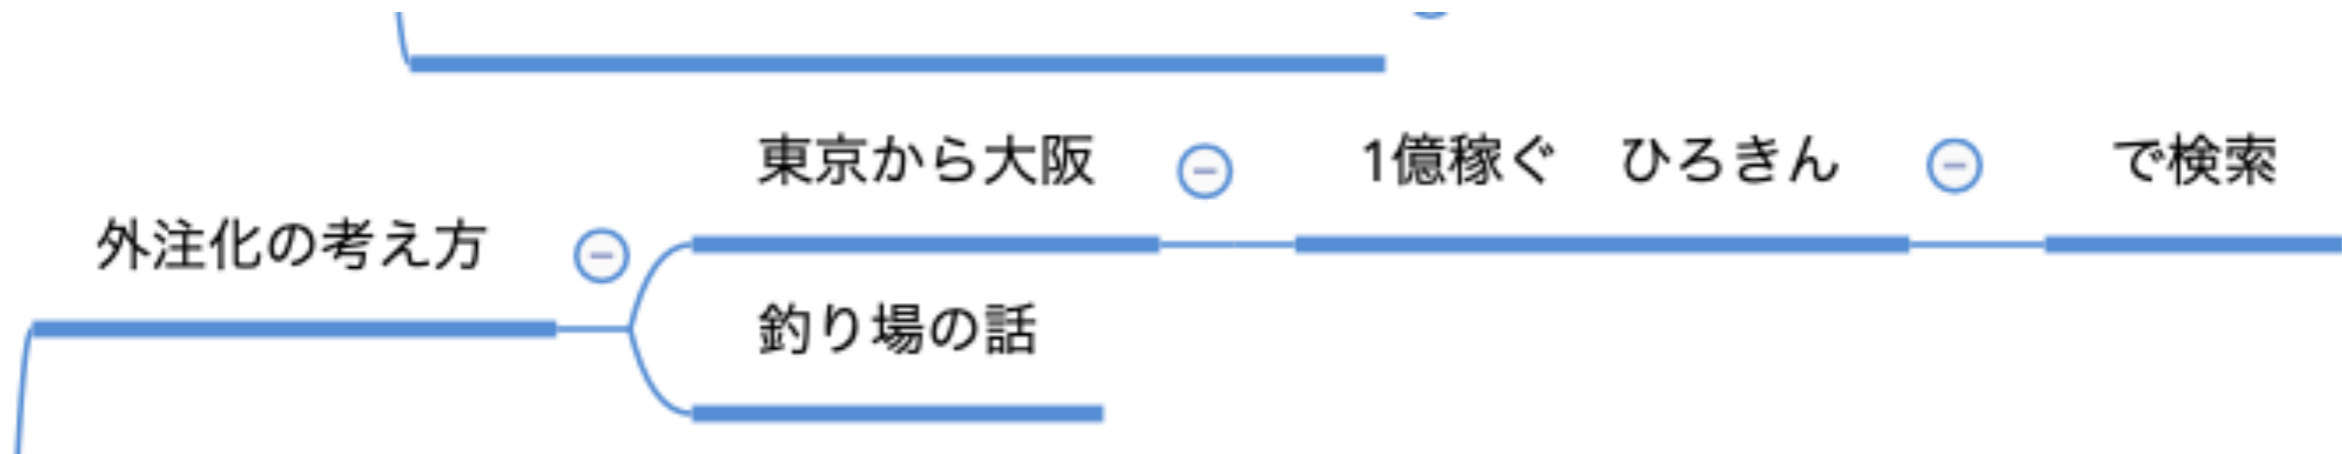 東京から大阪
1億稼ぐ　ひろきん
で検索
外注化の考え方
釣り場の話